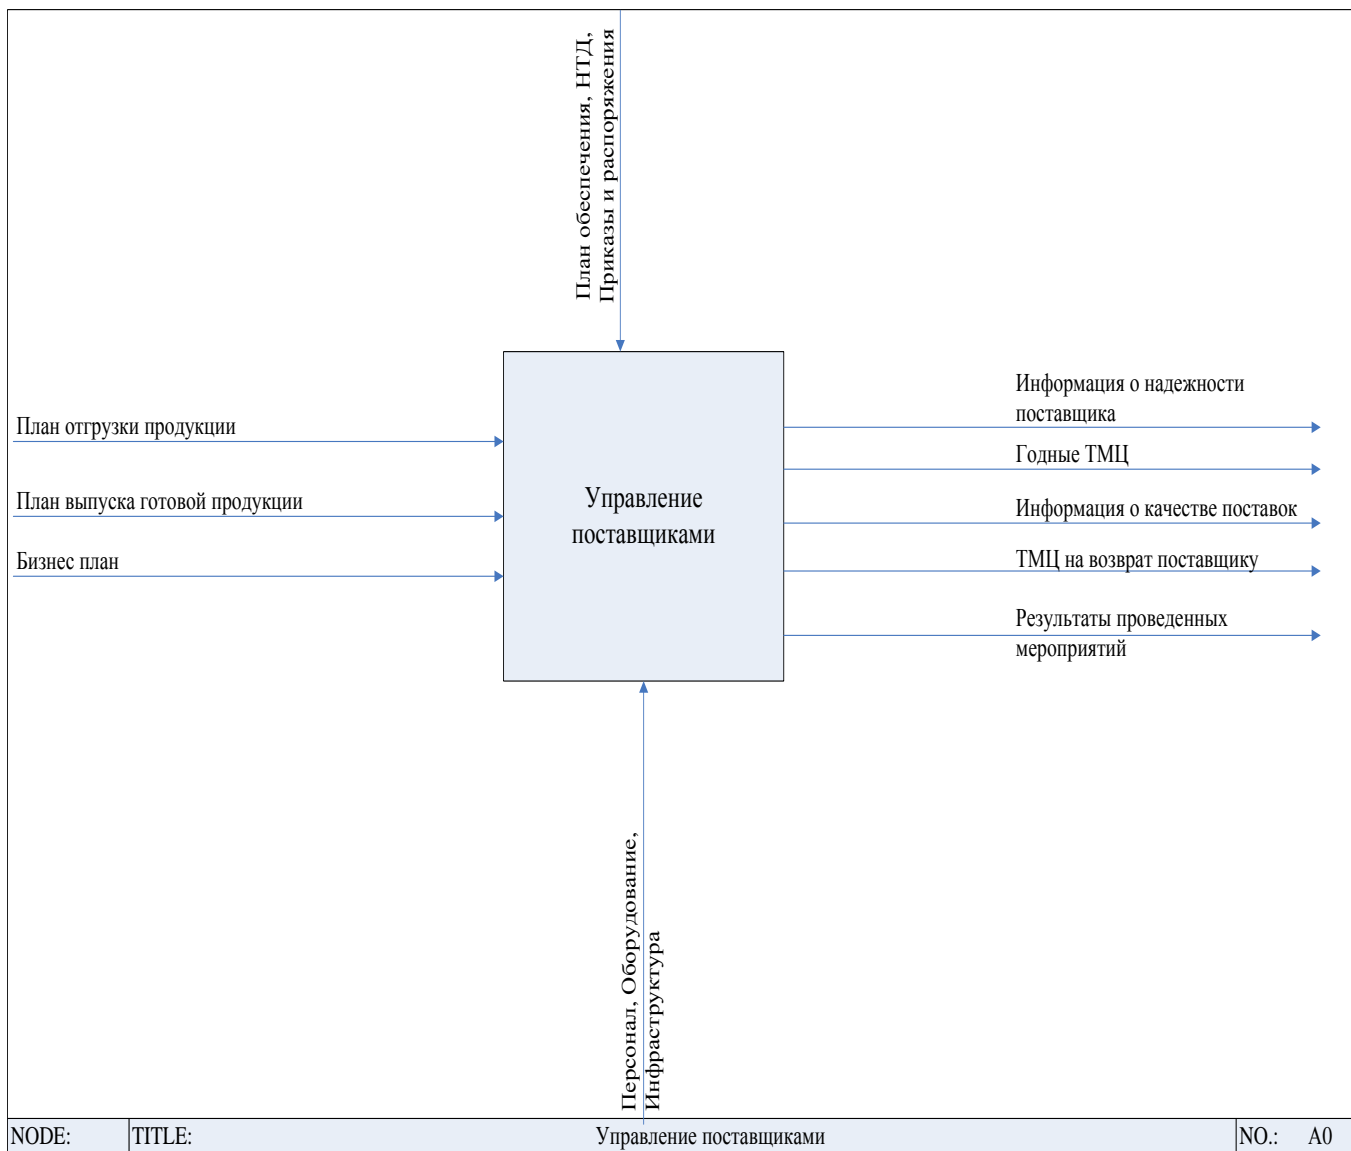 План обеспечения, НТД,
Приказы и распоряжения
План отгрузки продукции
План выпуска готовой продукции
Бизнес план
Управление
поставщиками
Информация о надежности
поставщика
Годные ТМЦ
Информация о качестве поставок
ТМЦ на возврат поставщику
Результаты проведенных
мероприятий
Персонал, Оборудование,
Инфраструктура
NODE:
TITLE:
Управление поставщиками
NO.: A0